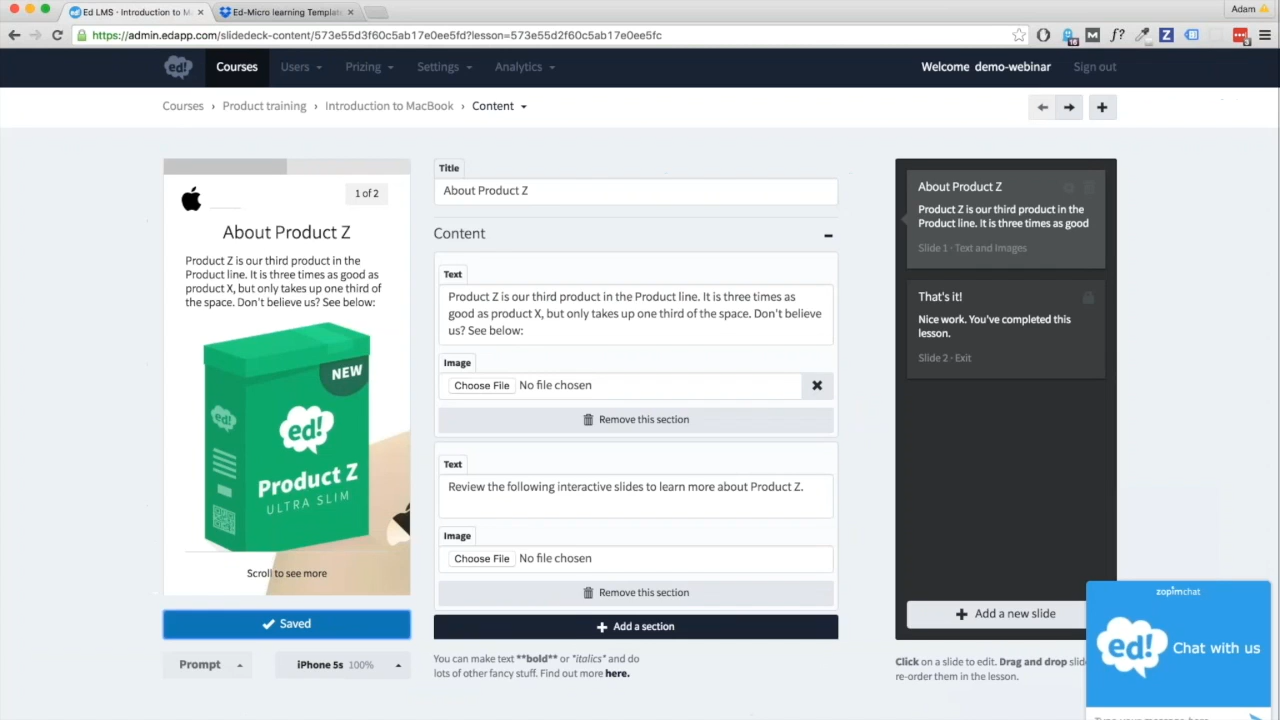 Ed LMS - Introduction to M
Ed-Micro learning Templat
Adam
https://admin.edapp.com/slidedeck-content/573e55d3f60c5ab17e0ee5fd?lesson=573e55d2f60c5ab17e0ee5fc
ed!
Courses
Users
Prizing
Settings
Analytics
Welcome demo-webinar
Sign out
Courses › Product training › Introduction to MacBook › Content
1 of 2
About Product Z
Product Z is our third product in the
Product line. It is three times as good as
product X, but only takes up one third of
the space. Don't believe us? See below:
NEW
ed!
ed!
Product Z
ULTRA SLIM
Scroll to see more
Saved
Prompt
iPhone 5s 100%
Title
About Product Z
Content
Text
Product Z is our third product in the Product line. It is three times as
good as product X, but only takes up one third of the space. Don't believe
us? See below:
Image
Choose File No file chosen
Remove this section
Text
Review the following interactive slides to learn more about Product Z.
Image
Choose File No file chosen
Remove this section
Add a section
You can make text **bold** or *italics* and do
lots of other fancy stuff. Find out more here.
About Product Z
Product Z is our third product in the
Product line. It is three times as good
Slide 1 · Text and Images
That's it!
Nice work. You've completed this
lesson.
Slide 2 · Exit
Add a new slide
Click on a slide to edit. Drag and drop
re-order them in the lesson.
zopim chat
ed!
Chat with us
Type your message here